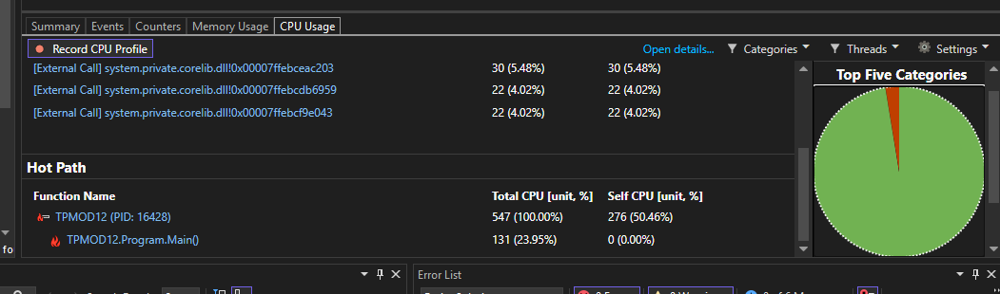 Summary Events Counters Memory Usage CPU Usage
Record CPU Profile Open details... Categories Threads Settings
[External Call] system.private.corelib.dll!0x00007ffebceac203 30 (5.48%) 30 (5.48%)
[External Call] system.private.corelib.dll!0x00007ffebcdb6959 22 (4.02%) 22 (4.02%)
[External Call] system.private.corelib.dll!0x00007ffebcf9e043 22 (4.02%) 22 (4.02%)
Top Five Categories
Hot Path
Function Name Total CPU [unit, %] Self CPU [unit, %]
TPMOD12 (PID: 16428) 547 (100.00%) 276 (50.46%)
TPMOD12.Program.Main() 131 (23.95%) 0 (0.00%)
fo
Error List